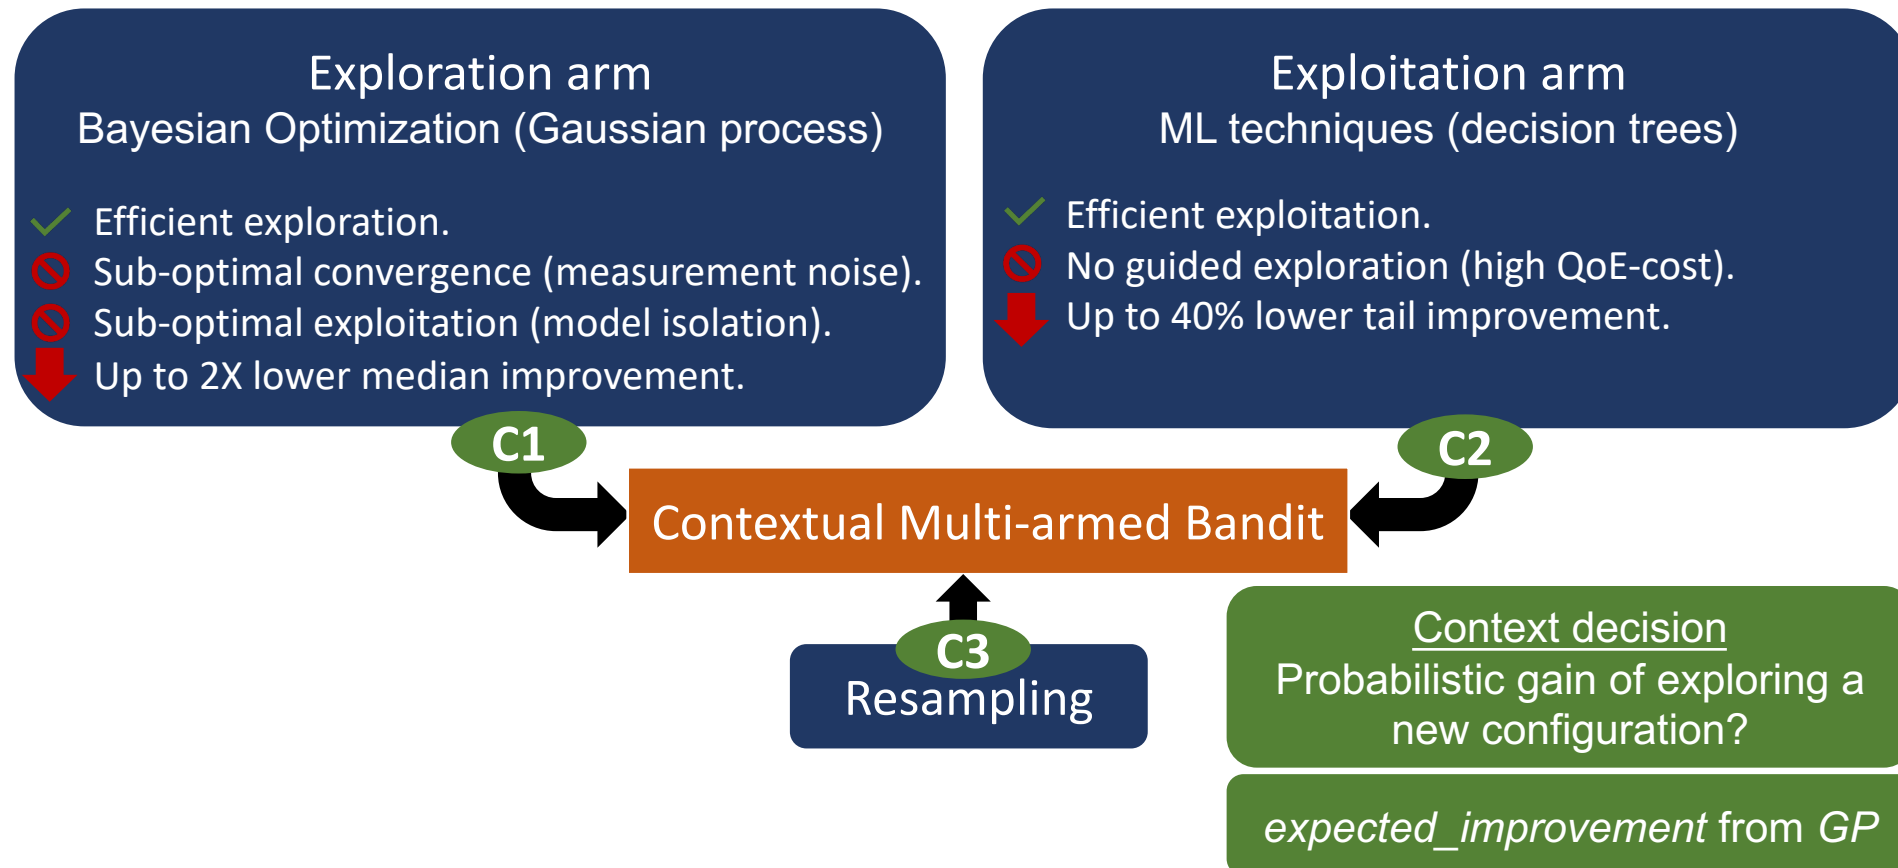 Exploration arm
Bayesian Optimization (Gaussian process)
Efficient exploration.
Sub-optimal convergence (measurement noise).
Sub-optimal exploitation (model isolation).
Up to 2X lower median improvement.
Exploitation arm
ML techniques (decision trees)
Efficient exploitation.
No guided exploration (high QoE-cost).
Up to 40% lower tail improvement.
C1
C2
Contextual Multi-armed Bandit
C3
Resampling
Context decision
Probabilistic gain of exploring a
new configuration?
expected_improvement from GP